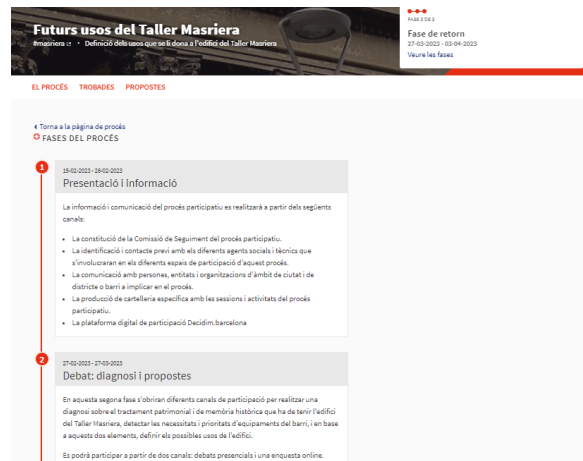 Futurs usos del Taller Masriera
#masriera • Definició dels usos que se li dona a l'edifici del Taller Masriera
FASE 3 DE 3
Fase de retorn
27-03-2023 - 03-04-2023
Veure les fases
EL PROCÉS TROBADES PROPOSTES
Torna a la pàgina de procés
FASES DEL PROCÉS
1
15-02-2023 - 26-02-2023
Presentació i informació
La informació i comunicació del procés participatiu es realitzarà a partir dels següents
canals:
• La constitució de la Comissió de Seguiment del procés participatiu.
• La identificació i contacte previ amb els diferents agents socials i tècnics que
s'involucraran en els diferents espais de participació d'aquest procés.
• La comunicació amb persones, entitats i organitzacions d'àmbit de ciutat i de
districte o barri a implicar en el procés.
• La producció de cartelleria específica amb les sessions i activitats del procés
participatiu.
• La plataforma digital de participació Decidim.barcelona
2
27-02-2023 - 27-03-2023
Debat: diagnosi i propostes
En aquesta segona fase s'obriran diferents canals de participació per realitzar una
diagnosi sobre el tractament patrimonial i de memòria històrica que ha de tenir l'edifici
del Taller Masriera, detectar les necessitats i prioritats d'equipaments del barri, i en base
a aquests dos elements, definir els possibles usos de l'edifici.
Es podrà participar a partir de dos canals: debats presencials i una enquesta online.